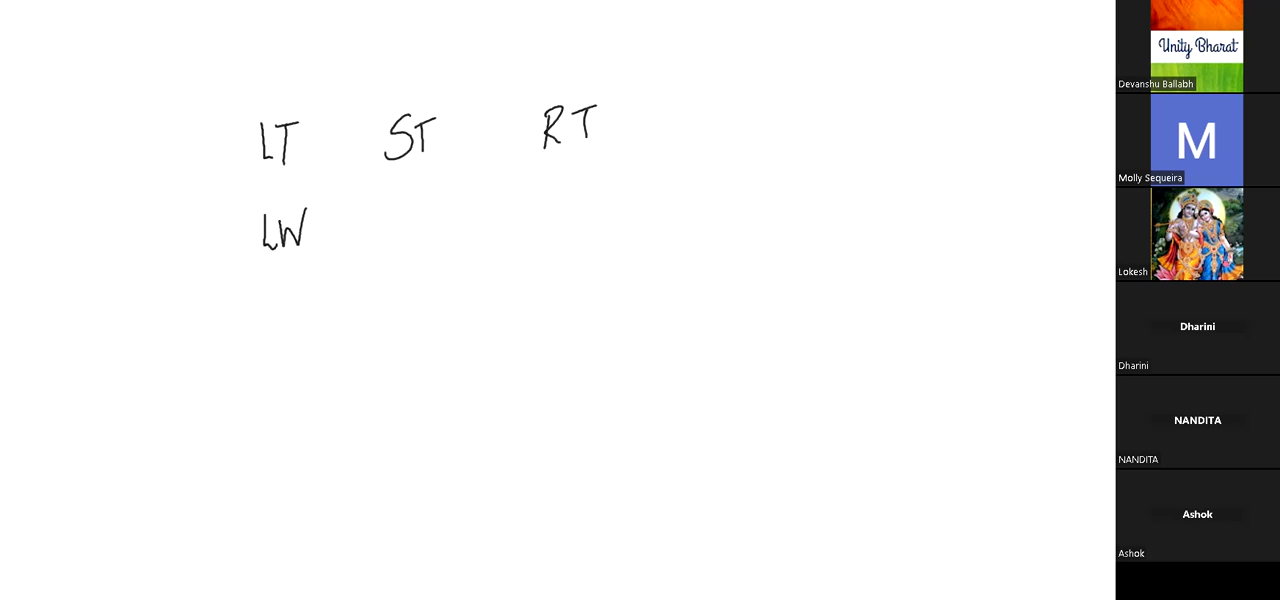 LT ST RT
LW
Unity Bharat
Devanshu Ballabh
M
Molly Sequeira
Lokesh
Dharini
Dharini
NANDITA
NANDITA
Ashok
Ashok